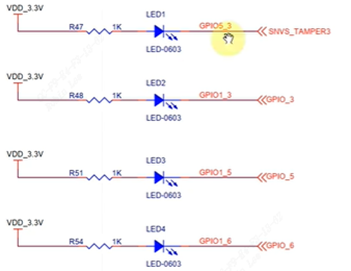 VDD_3.3V
LED1
R47 1K GPIO5_3 SNVS_TAMPER3
LED-0603
VDD_3.3V
LED2
R48 1K GPIO1_3 GPIO_3
LED-0603
VDD_3.3V
LED3
R51 1K GPIO1_5 GPIO_5
LED-0603
VDD_3.3V
LED4
R54 1K GPIO1_6 GPIO_6
LED-0603